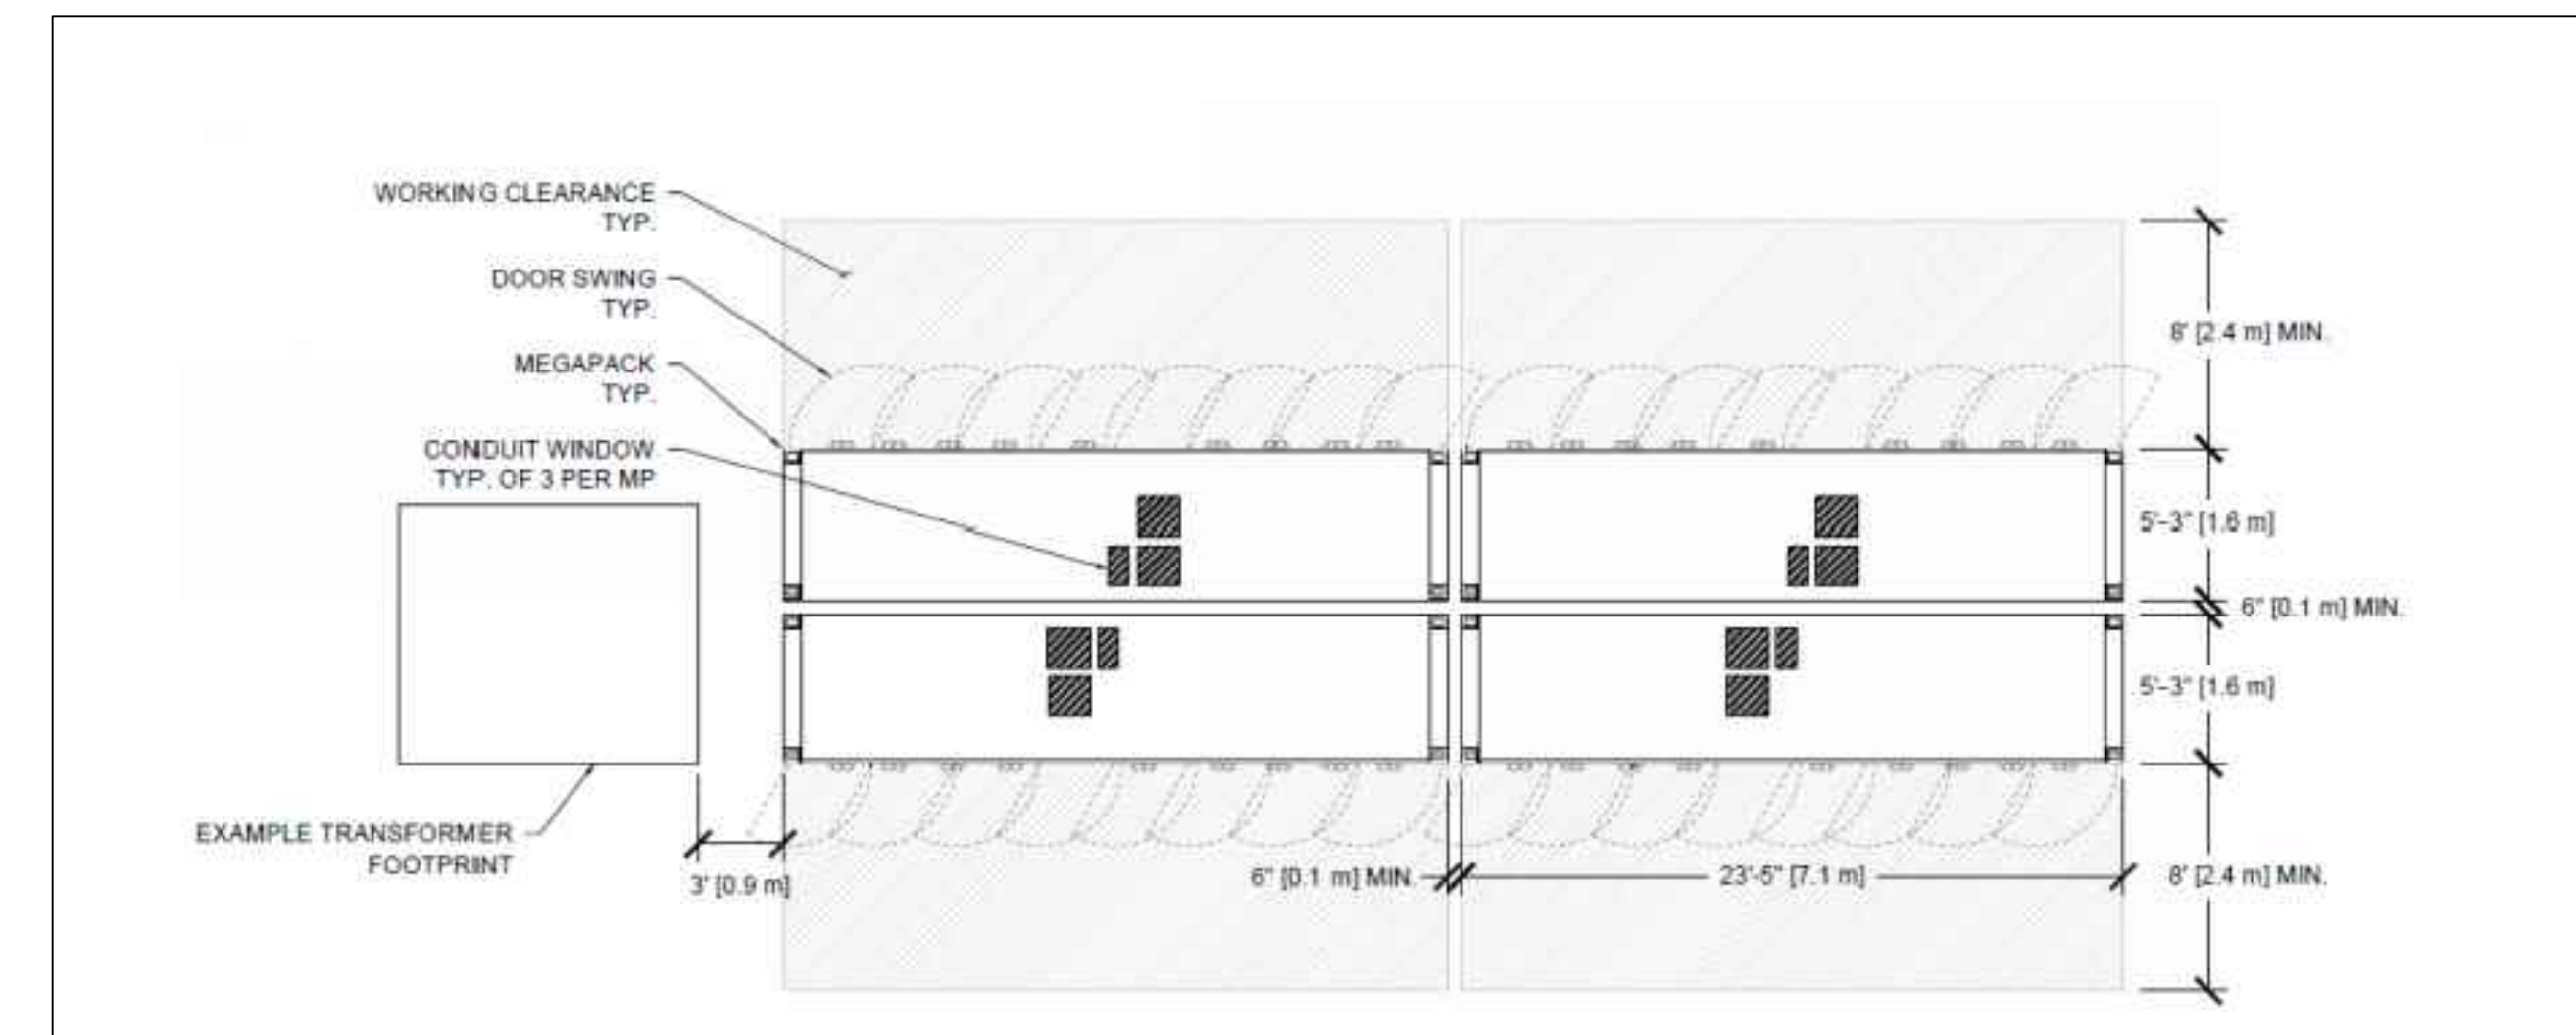 WORKING CLEARANCE
TYP.
DOOR SWING
TYP.
MEGAPACK
TYP.
CONDUIT WINDOW
TYP. OF 3 PER MP
EXAMPLE TRANSFORMER
FOOTPRINT
3' [0.9 m]
6" [0.1 m] MIN.
23'-5" [7.1 m]
8' [2.4 m] MIN.
5'-3" [1.6 m]
6" [0.1 m] MIN.
5'-3" [1.6 m]
8' [2.4 m] MIN.